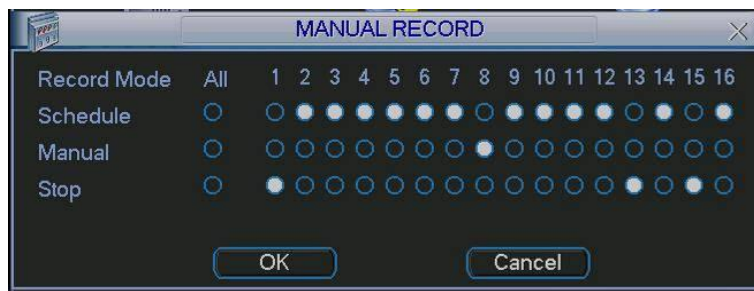 MANUAL RECORD
Record Mode All 1 2 3 4 5 6 7 8 9 10 11 12 13 14 15 16
Schedule
Manual
Stop
OK Cancel